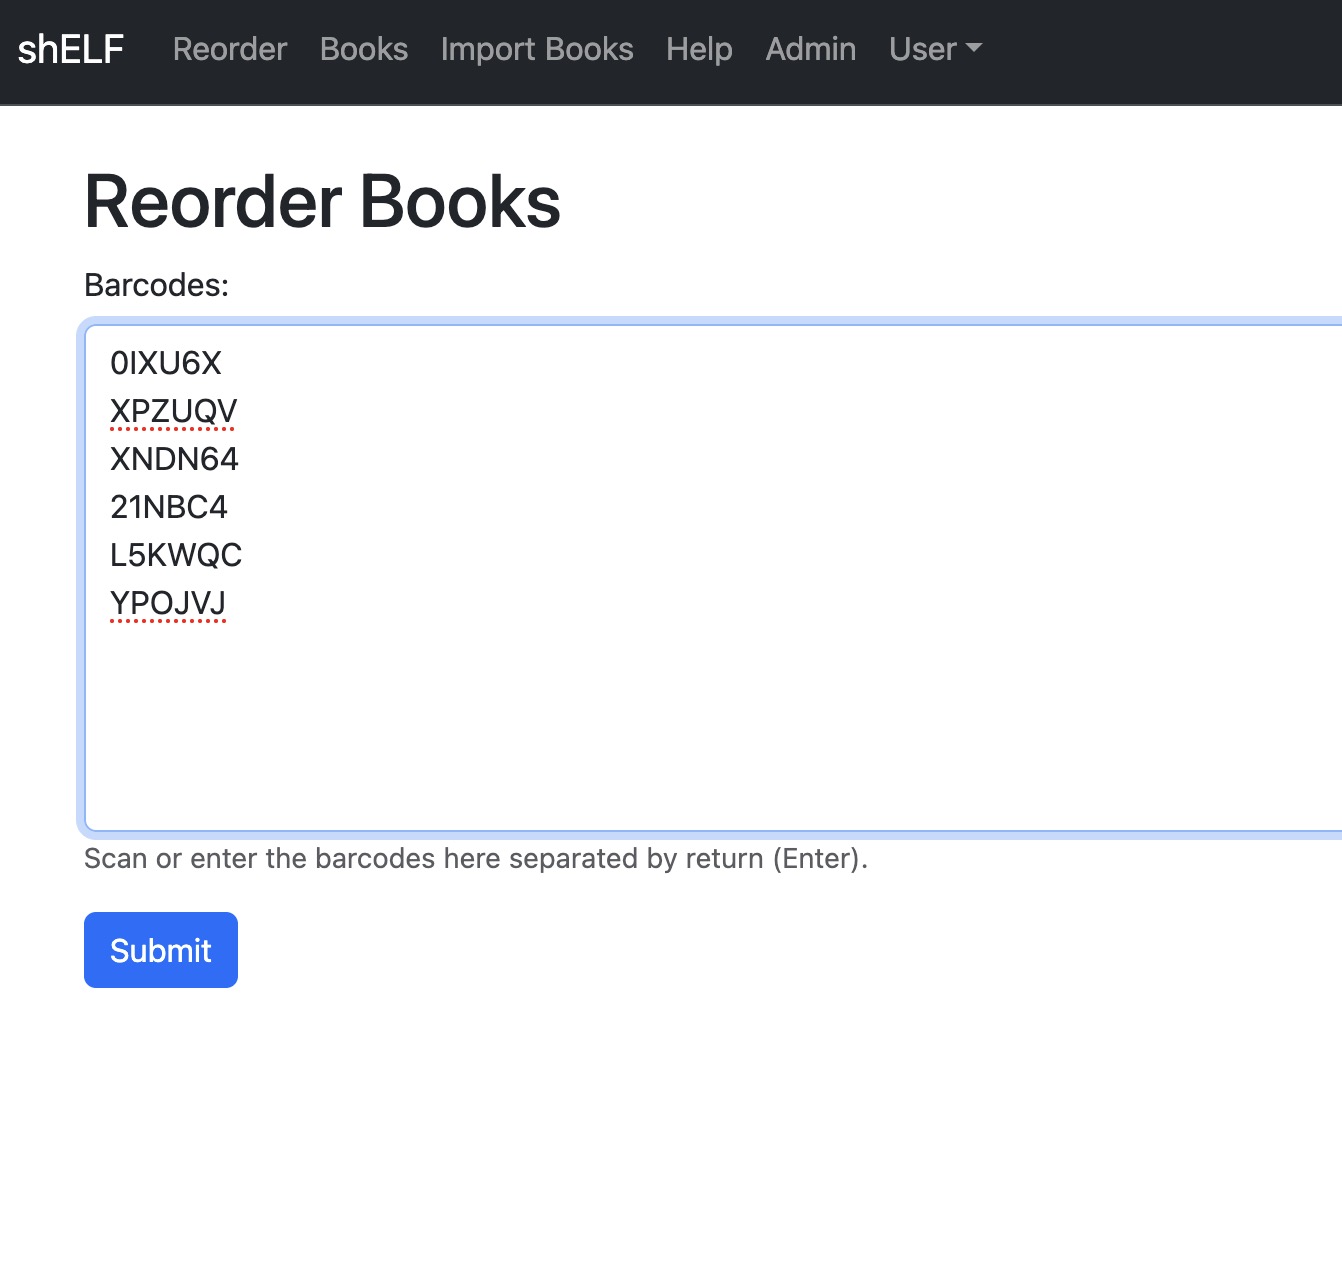 shELF Reorder Books Import Books Help Admin User
Reorder Books
Barcodes:
0IXU6X
XPZUQV
XNDN64
21NBC4
L5KWQC
YPOJVJ
Scan or enter the barcodes here separated by return (Enter).
Submit